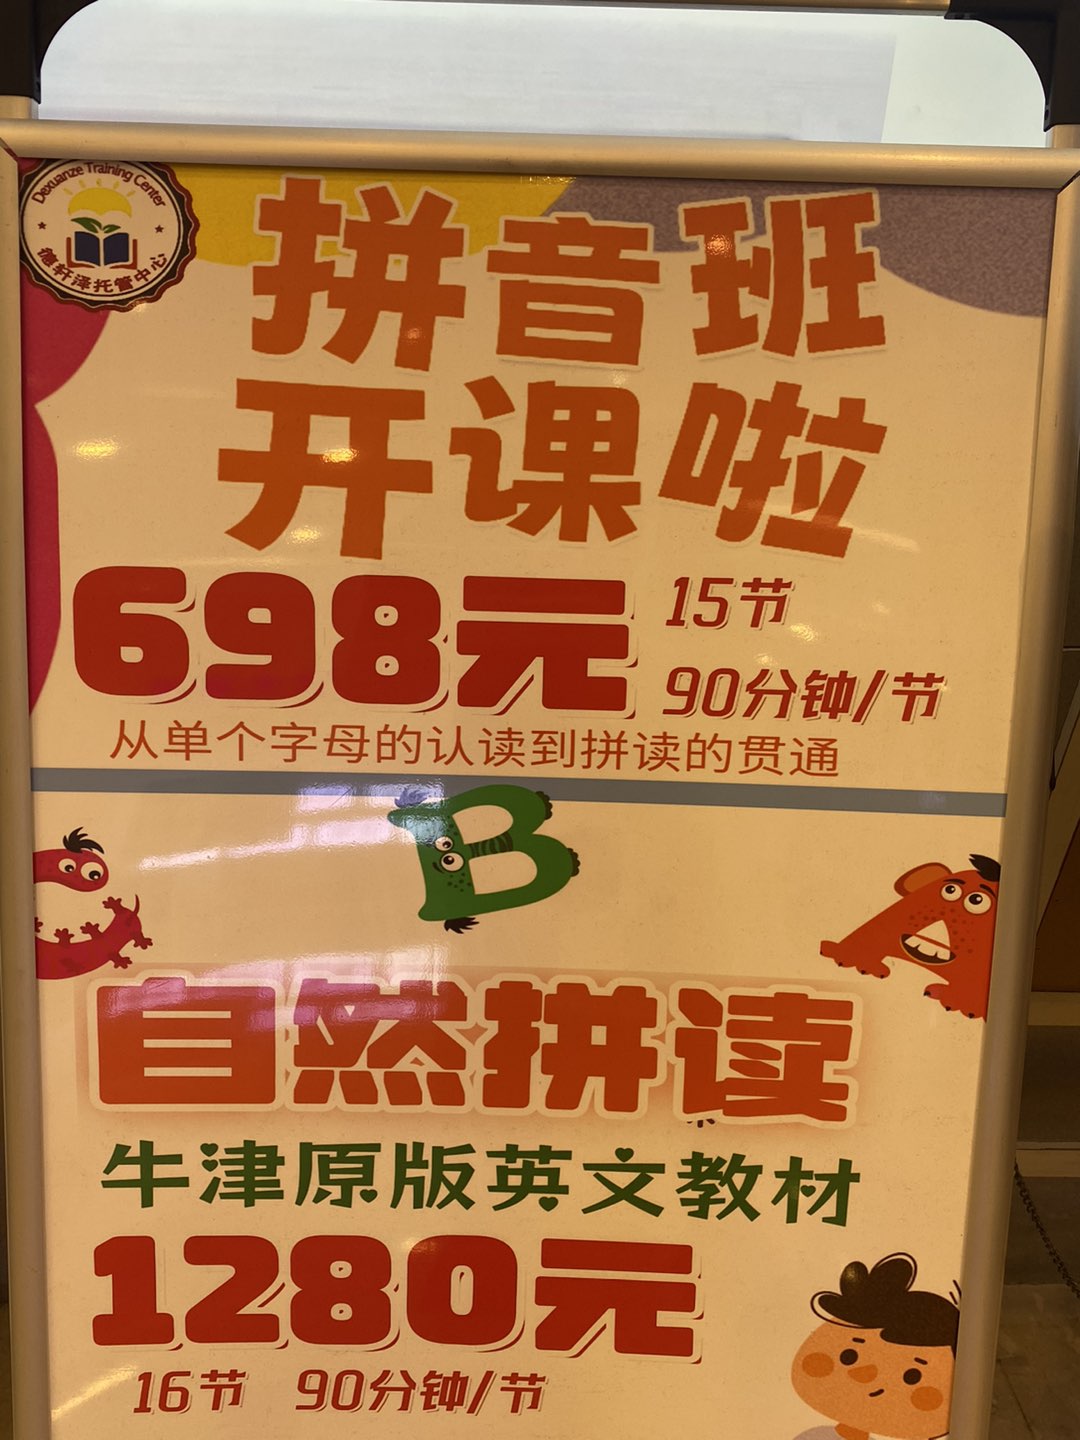 Dexuanze Training Center
德轩泽托管中心
拼音班
开课啦
698元
15节
90分钟/节
从单个字母的认读到拼读的贯通
自然拼读
牛津原版英文教材
1280元
16节 90分钟/节